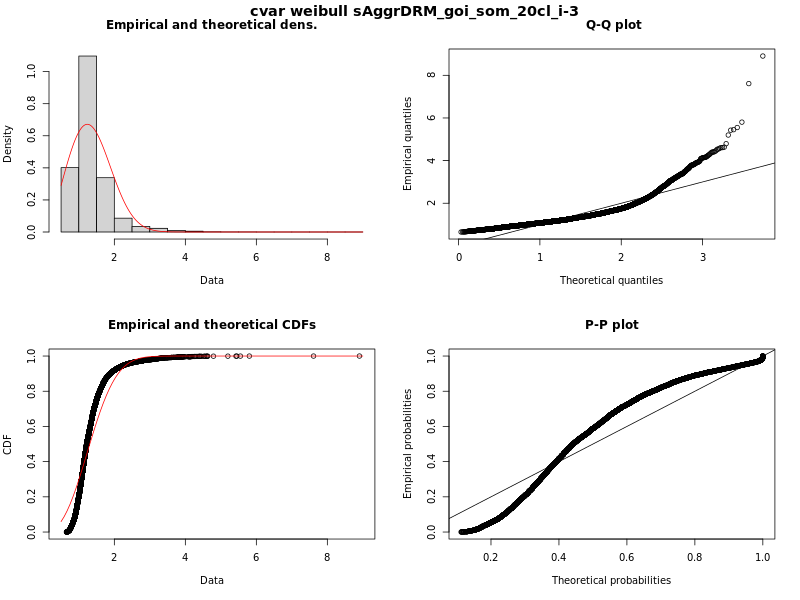 cvar weibull sAggrDRM_goi_som_20cl_i-3
Empirical and theoretical dens.
Density
0.0 0.2 0.4 0.6 0.8 1.0
2 4 6 8
Data
Q-Q plot
Empirical quantiles
2 4 6 8
0 1 2 3
Theoretical quantiles
Empirical and theoretical CDFs
CDF
0.0 0.2 0.4 0.6 0.8 1.0
2 4 6 8
Data
P-P plot
Empirical probabilities
0.0 0.2 0.4 0.6 0.8 1.0
0.2 0.4 0.6 0.8 1.0
Theoretical probabilities